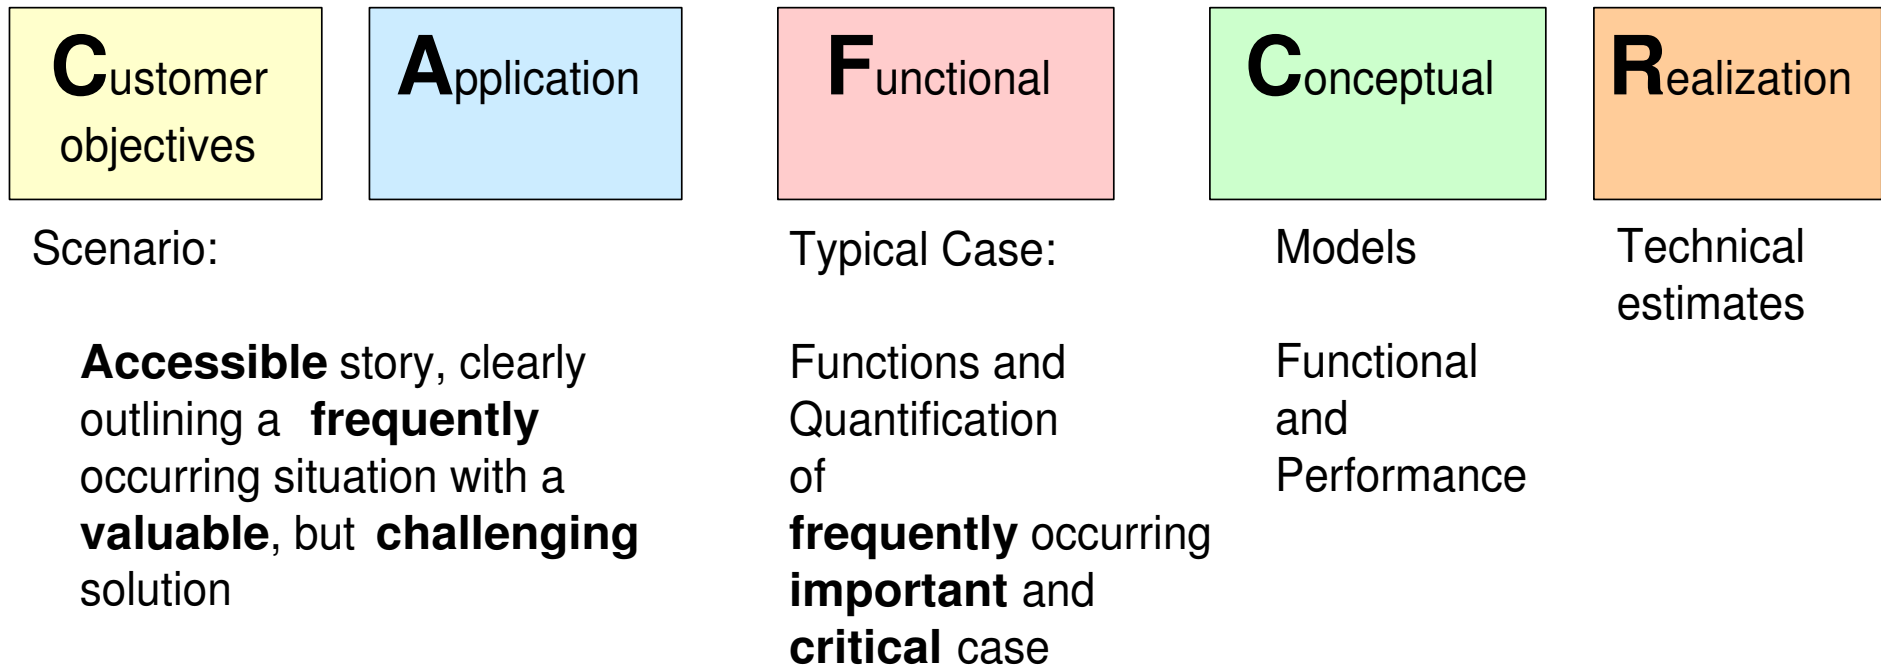 Customer
objectives
Application
Functional
Conceptual
Realization
Scenario:
Accessible story, clearly
outlining a frequently
occurring situation with a
valuable, but challenging
solution
Typical Case:
Functions and
Quantification
of
frequently occurring
important and
critical case
Models
Functional
and
Performance
Technical
estimates